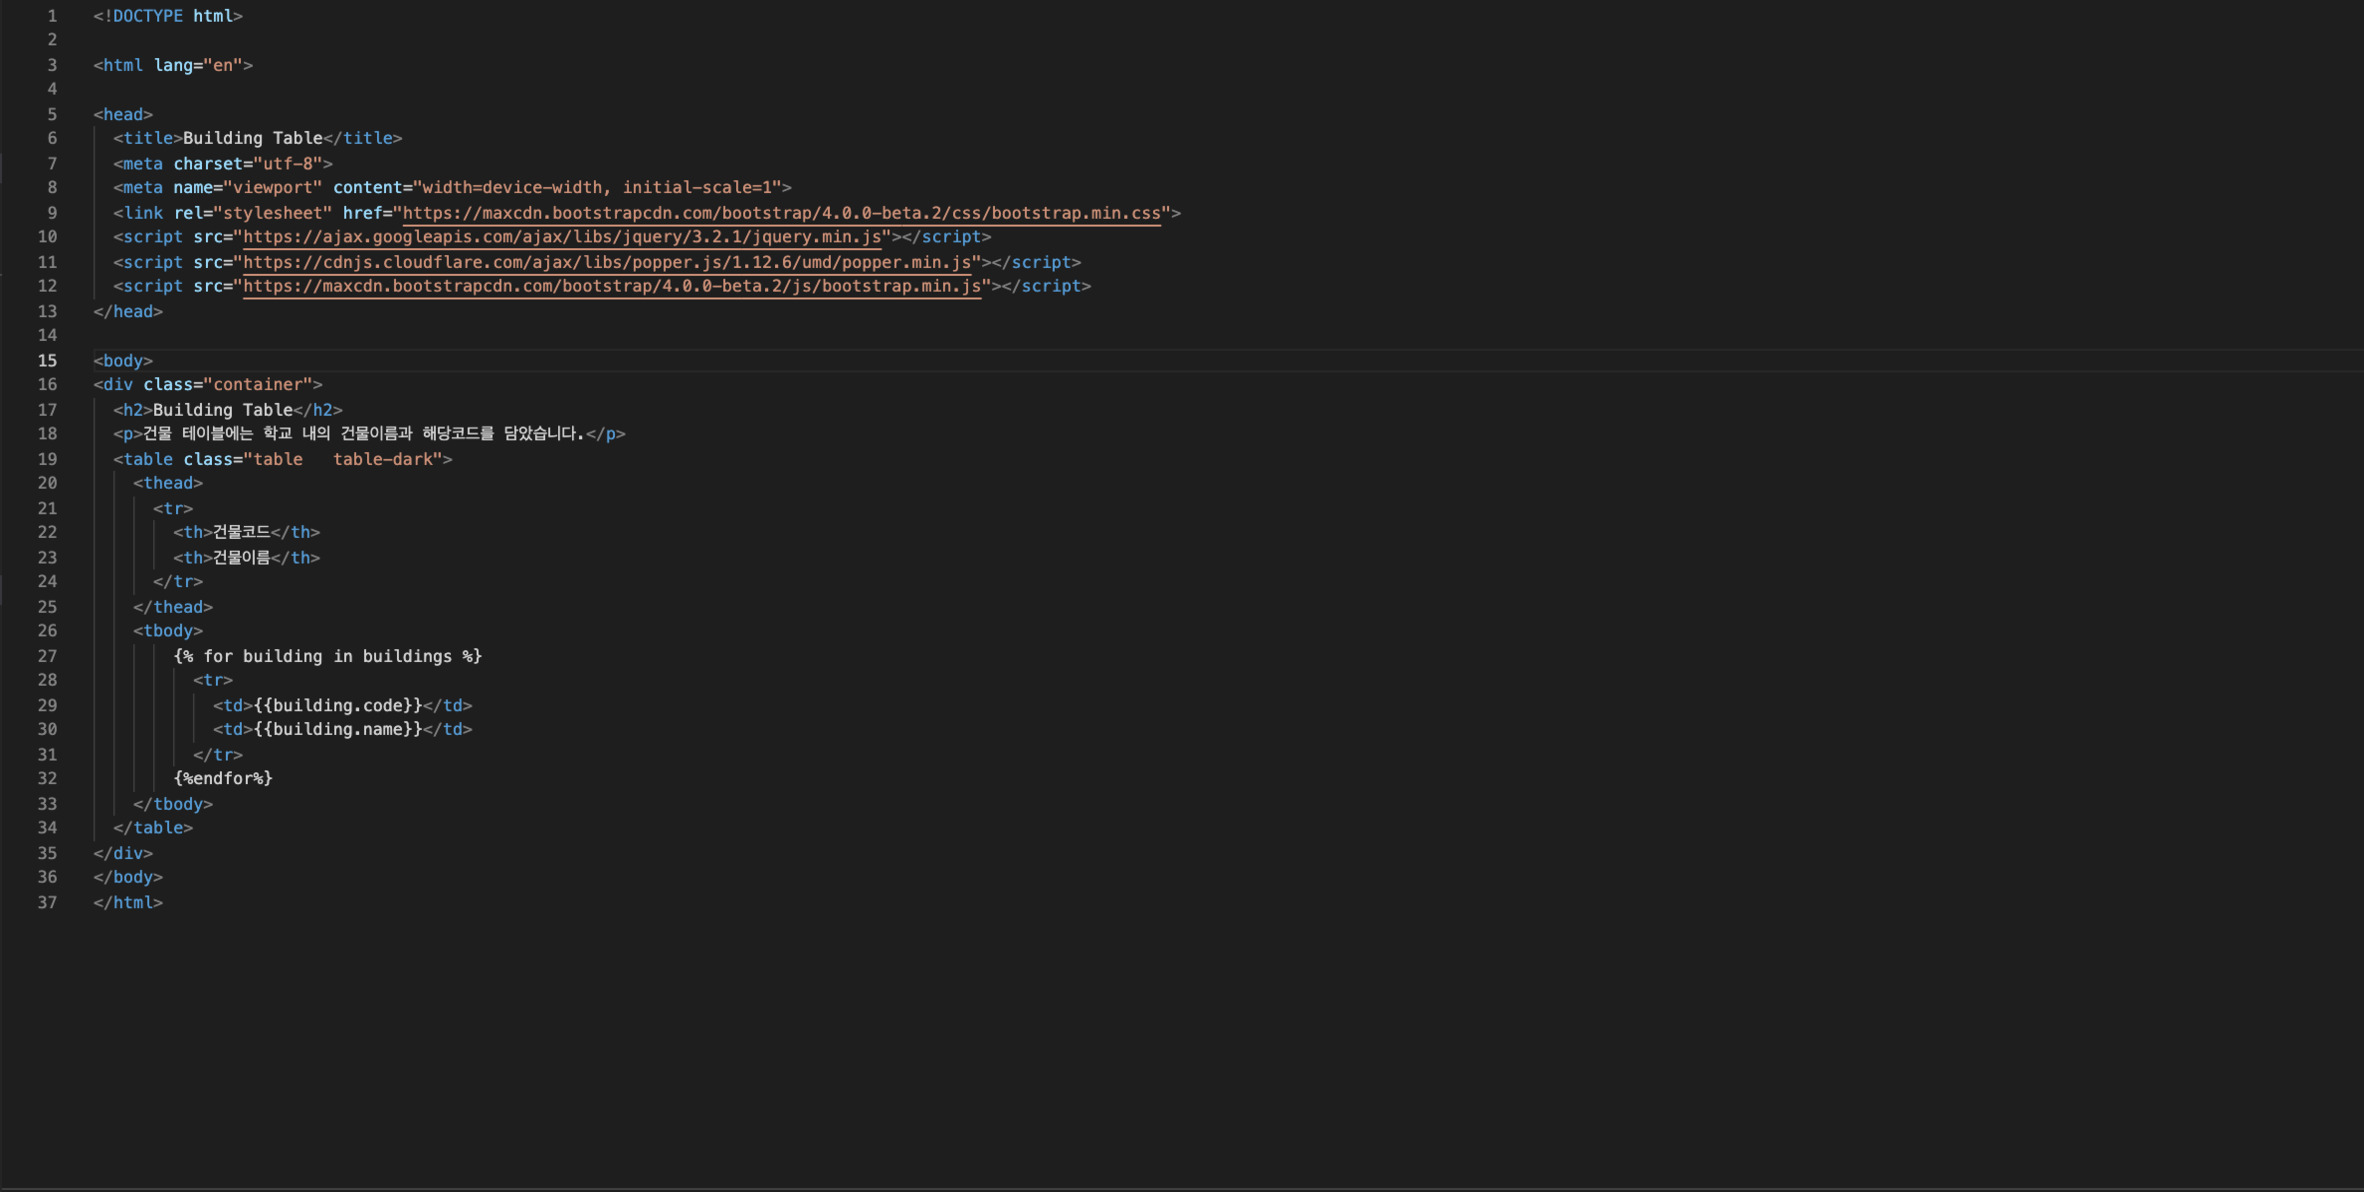 1 <!DOCTYPE html>
2
3 <html lang="en">
4
5 <head>
6   <title>Building Table</title>
7   <meta charset="utf-8">
8   <meta name="viewport" content="width=device-width, initial-scale=1">
9   <link rel="stylesheet" href="https://maxcdn.bootstrapcdn.com/bootstrap/4.0.0-beta.2/css/bootstrap.min.css">
10   <script src="https://ajax.googleapis.com/ajax/libs/jquery/3.2.1/jquery.min.js"></script>
11   <script src="https://cdnjs.cloudflare.com/ajax/libs/popper.js/1.12.6/umd/popper.min.js"></script>
12   <script src="https://maxcdn.bootstrapcdn.com/bootstrap/4.0.0-beta.2/js/bootstrap.min.js"></script>
13 </head>
14
15 <body>
16 <div class="container">
17   <h2>Building Table</h2>
18   <p>건물 테이블에는 학교 내의 건물이름과 해당코드를 담았습니다.</p>
19   <table class="table   table-dark">
20     <thead>
21       <tr>
22         <th>건물코드</th>
23         <th>건물이름</th>
24       </tr>
25     </thead>
26     <tbody>
27         {% for building in buildings %}
28           <tr>
29             <td>{{building.code}}</td>
30             <td>{{building.name}}</td>
31           </tr>
32         {%endfor%}
33     </tbody>
34   </table>
35 </div>
36 </body>
37 </html>